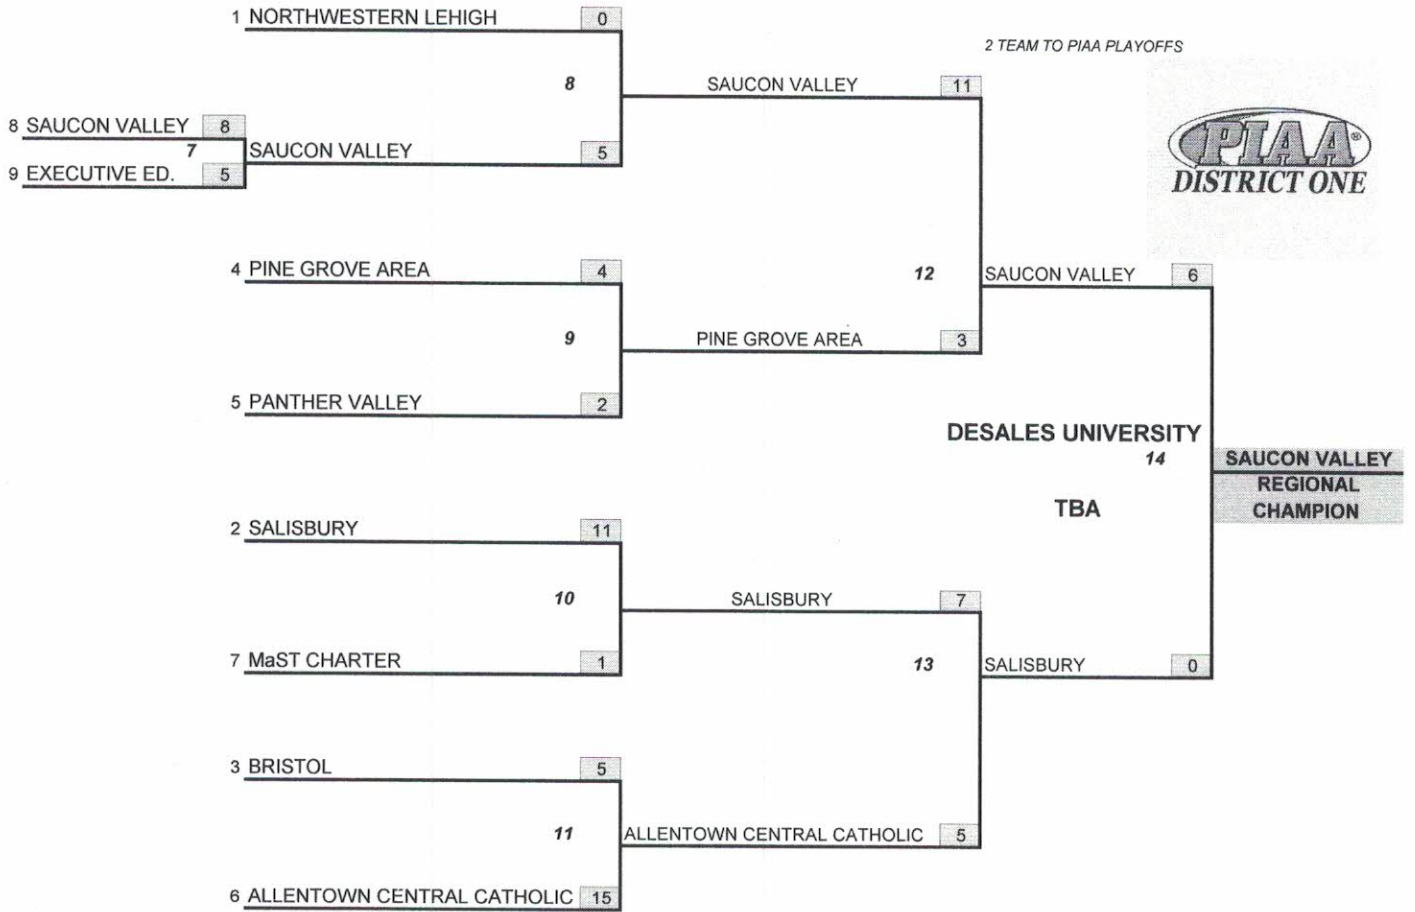 1 NORTHWESTERN LEHIGH 0
2 TEAM TO PIAA PLAYOFFS
8
SAUCON VALLEY 11
PIAA®
DISTRICT ONE
8 SAUCON VALLEY 8
7
SAUCON VALLEY 5
9 EXECUTIVE ED. 5
4 PINE GROVE AREA 4
12
SAUCON VALLEY 6
9
PINE GROVE AREA 3
5 PANTHER VALLEY 2
DESALES UNIVERSITY
14
SAUCON VALLEY
REGIONAL
CHAMPION
TBA
2 SALISBURY 11
10
SALISBURY 7
7 MaST CHARTER 1
13
SALISBURY 0
3 BRISTOL 5
11
ALLENTOWN CENTRAL CATHOLIC 5
6 ALLENTOWN CENTRAL CATHOLIC 15